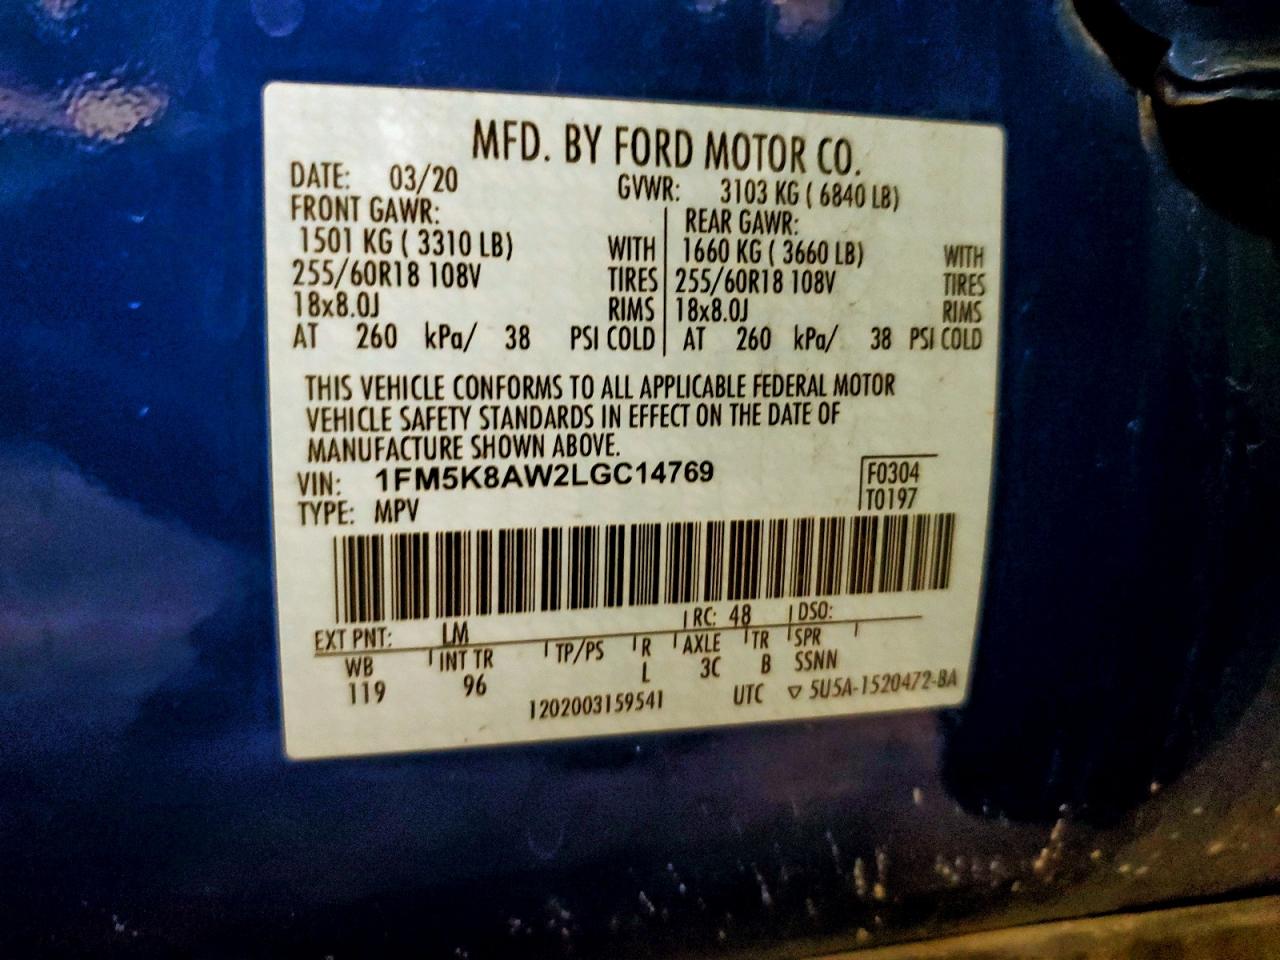 MFD. BY FORD MOTOR CO.
DATE: 03/20 GVWR: 3103 KG ( 6840 LB)
FRONT GAWR: REAR GAWR:
1501 KG ( 3310 LB) WITH 1660 KG ( 3660 LB) WITH
255/60R18 108V TIRES 255/60R18 108V TIRES
18x8.0J RIMS 18x8.0J RIMS
AT 260 kPa/ 38 PSI COLD AT 260 kPa/ 38 PSI COLD
THIS VEHICLE CONFORMS TO ALL APPLICABLE FEDERAL MOTOR
VEHICLE SAFETY STANDARDS IN EFFECT ON THE DATE OF
MANUFACTURE SHOWN ABOVE.
VIN: 1FM5K8AW2LGC14769 F0304
TYPE: MPV T0197
EXT PNT: LM RC: 48 DSO:
WB INT TR TP/PS R AXLE TR SPR
119 96 L 3C B SSNN
1202003159541 UTC ▽ 5U5A-1520472-BA